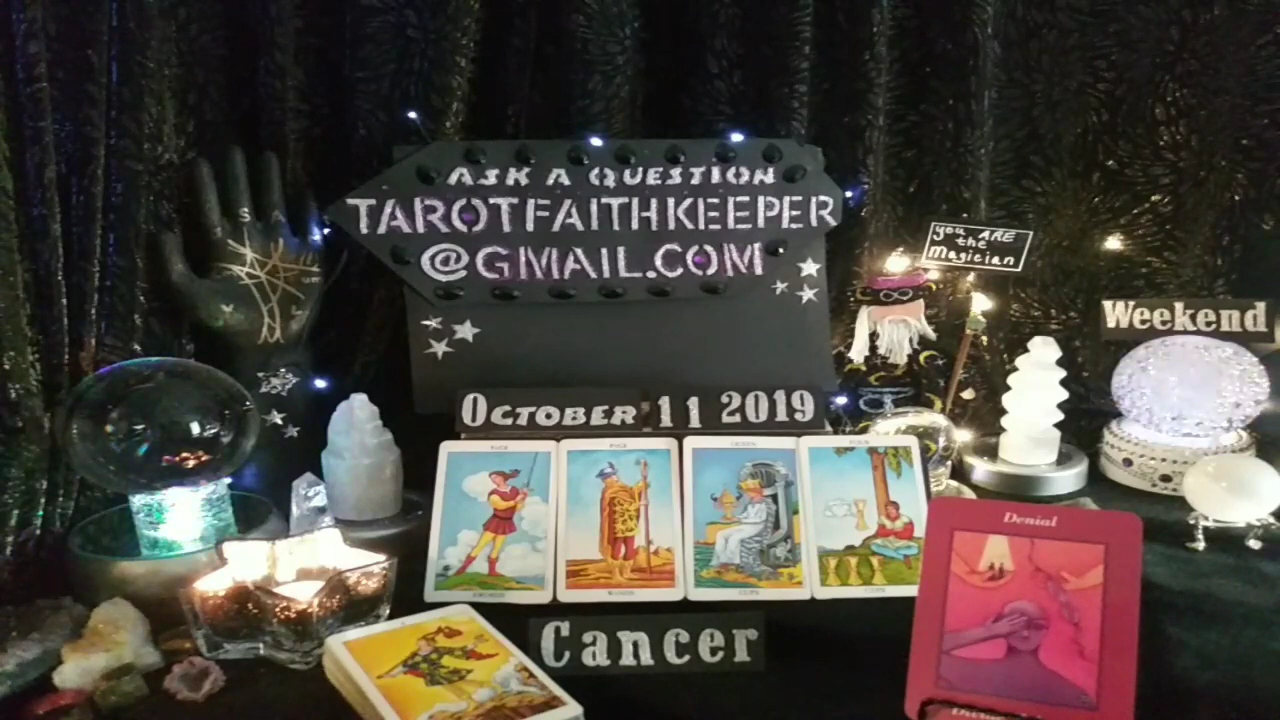 ASK A QUESTION
TAROTFAITHKEEPER
@GMAIL.COM
you ARE
the
Magician
Weekend
S A
OCTOBER 11 2019
PAGE
SWORDS
PAGE
WANDS
QUEEN
CUPS
FOUR
CUPS
Denial
Cancer